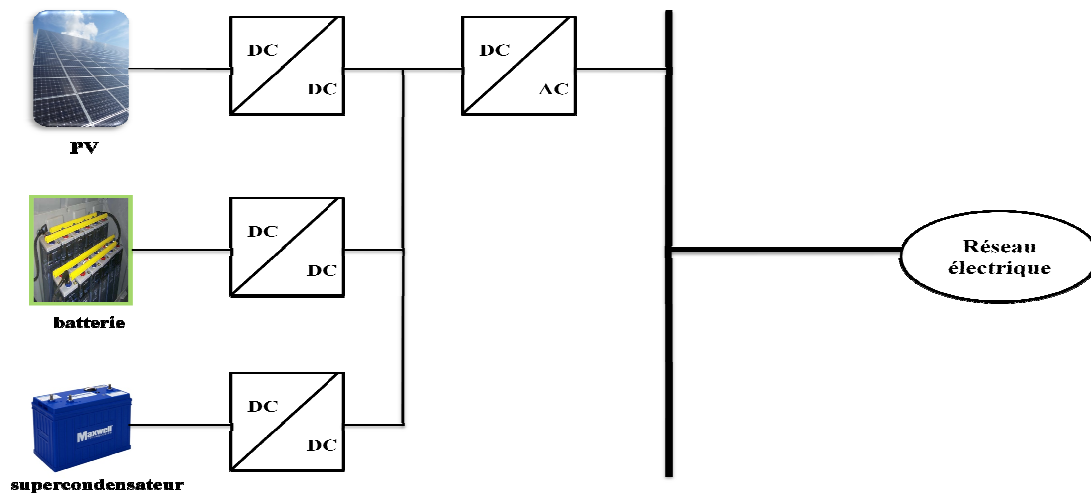 DC
DC
DC
AC
PV
DC
DC
batterie
Réseau
électrique
DC
DC
Maxwell
supercondensateur